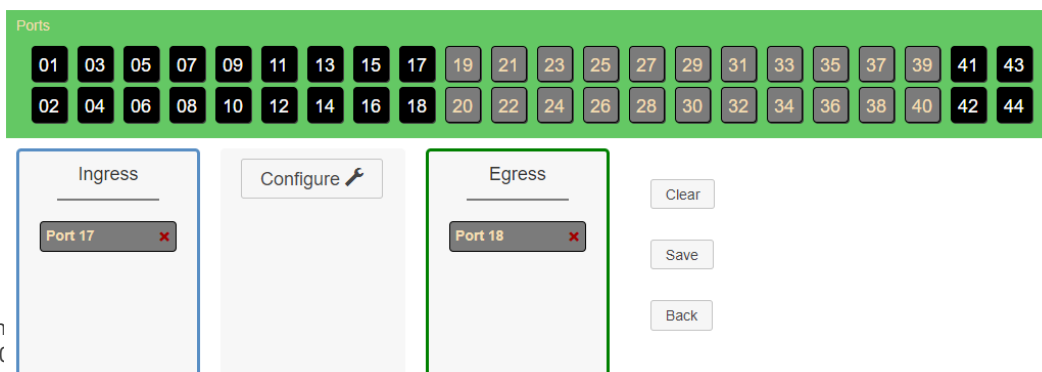 Ports
01 03 05 07 09 11 13 15 17 19 21 23 25 27 29 31 33 35 37 39 41 43
02 04 06 08 10 12 14 16 18 20 22 24 26 28 30 32 34 36 38 40 42 44
Ingress Configure Egress
Clear
Port 17 Port 18
Save
Back